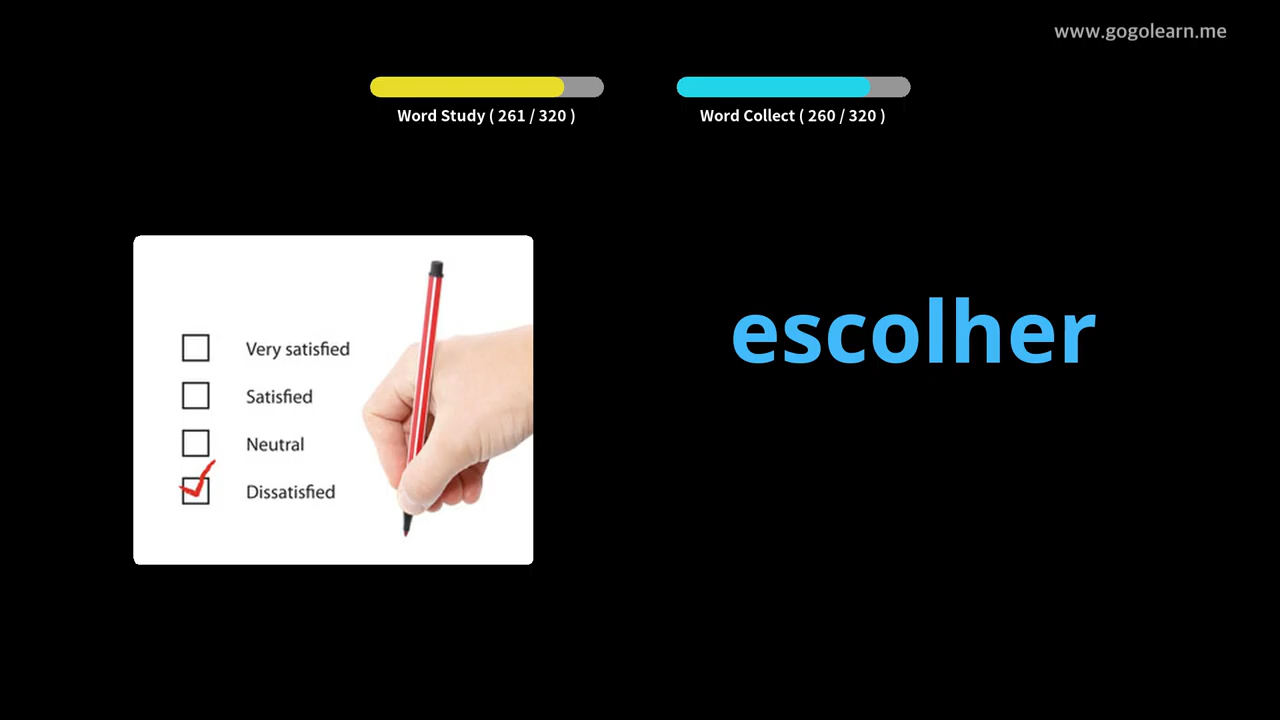 www.gogolearn.me
Word Study ( 261 / 320 )
Word Collect ( 260 / 320 )
Very satisfied
Satisfied
Neutral
Dissatisfied
escolher